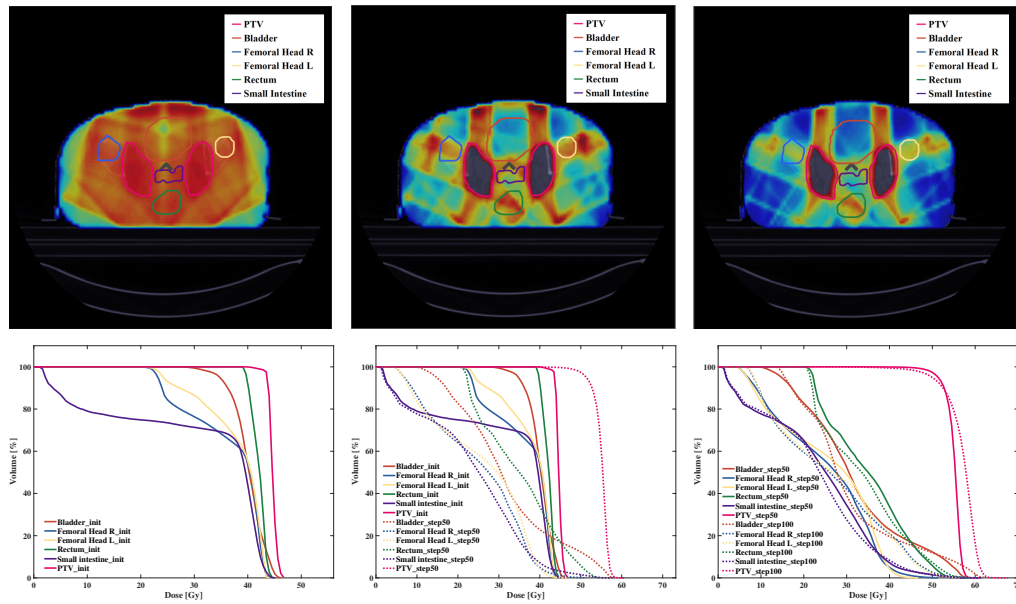 PTV
Bladder
Femoral Head R
Femoral Head L
Rectum
Small Intestine
PTV
Bladder
Femoral Head R
Femoral Head L
Rectum
Small Intestine
PTV
Bladder
Femoral Head R
Femoral Head L
Rectum
Small Intestine
100
80
60
40
20
0
Volume [%]
Bladder_init
Femoral Head R_init
Femoral Head L_init
Rectum_init
Small intestine_init
PTV_init
0 10 20 30 40 50 60 70
Dose [Gy]
100
80
60
40
20
0
Volume [%]
Bladder_init
Femoral Head R_init
Femoral Head L_init
Rectum_init
Small intestine_init
PTV_init
Bladder_step50
Femoral Head R_step50
Femoral Head L_step50
Rectum_step50
Small intestine_step50
PTV_step50
0 10 20 30 40 50 60 70
Dose [Gy]
100
80
60
40
20
0
Volume [%]
Bladder_step50
Femoral Head R_step50
Femoral Head L_step50
Rectum_step50
Small intestine_step50
PTV_step50
Bladder_step100
Femoral Head R_step100
Femoral Head L_step100
Rectum_step100
Small intestine_step100
PTV_step100
0 10 20 30 40 50 60
Dose [Gy]